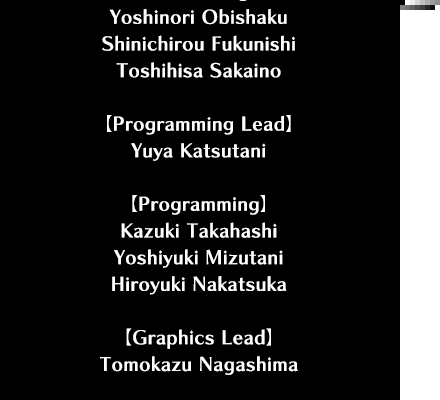 Yoshinori Obishaku
Shinichirou Fukunishi
Toshihisa Sakaino
【Programming Lead】
Yuya Katsutani
【Programming】
Kazuki Takahashi
Yoshiyuki Mizutani
Hiroyuki Nakatsuka
【Graphics Lead】
Tomokazu Nagashima